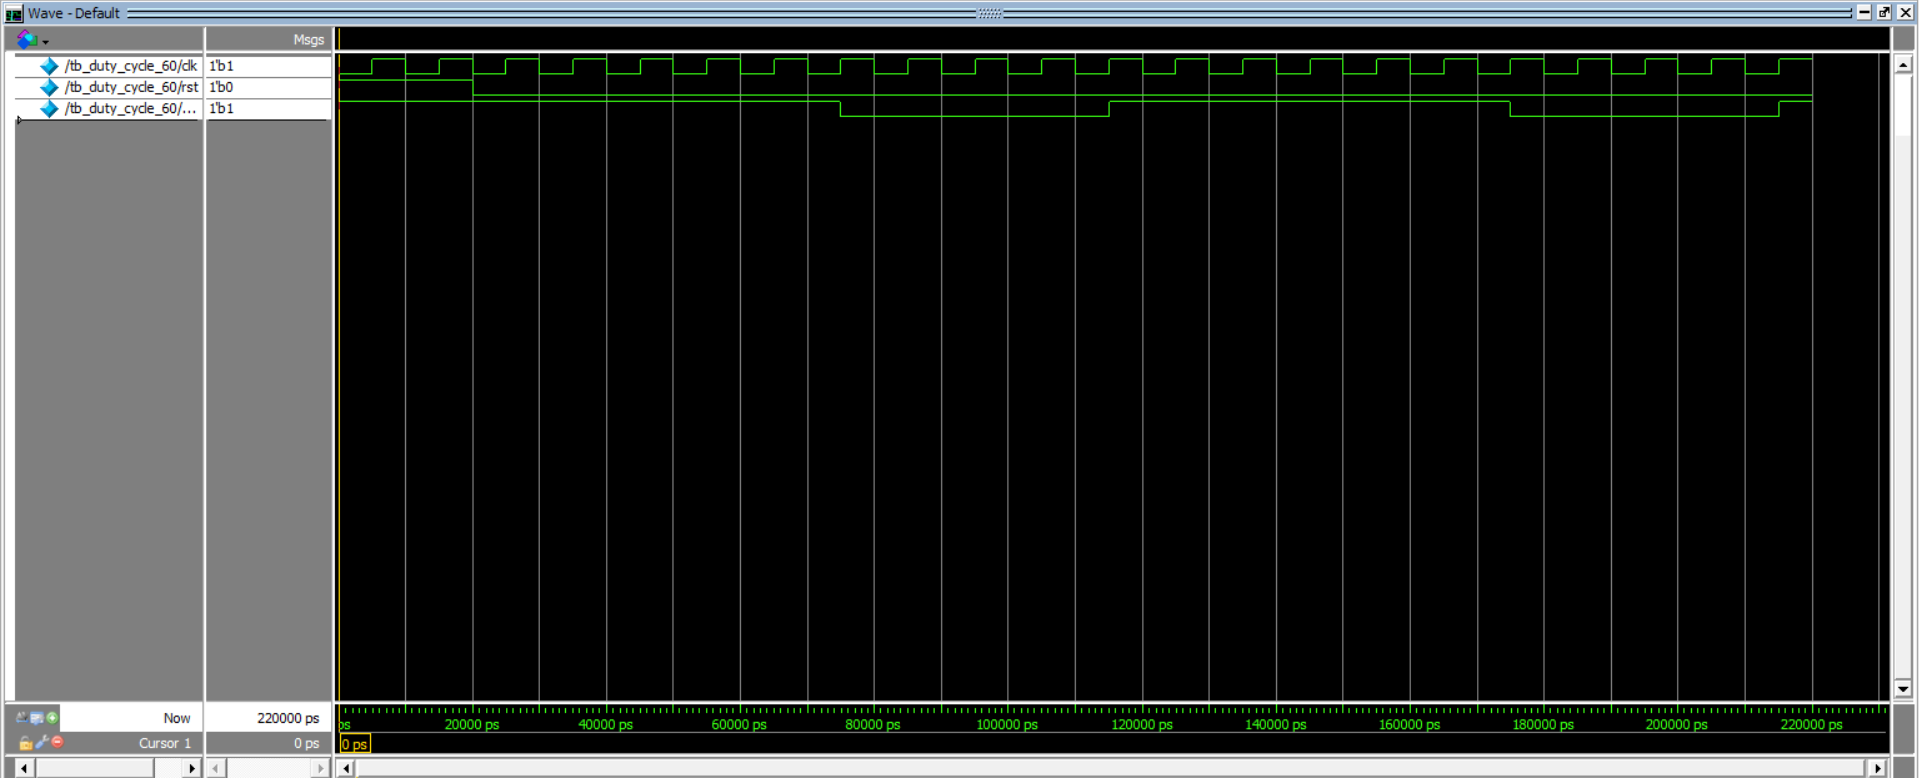 Wave - Default
Msgs
/tb_duty_cycle_60/clk 1'b1
/tb_duty_cycle_60/rst 1'b0
/tb_duty_cycle_60/... 1'b1
Now 220000 ps
ps 20000 ps 40000 ps 60000 ps 80000 ps 100000 ps 120000 ps 140000 ps 160000 ps 180000 ps 200000 ps 220000 ps
Cursor 1 0 ps
0 ps